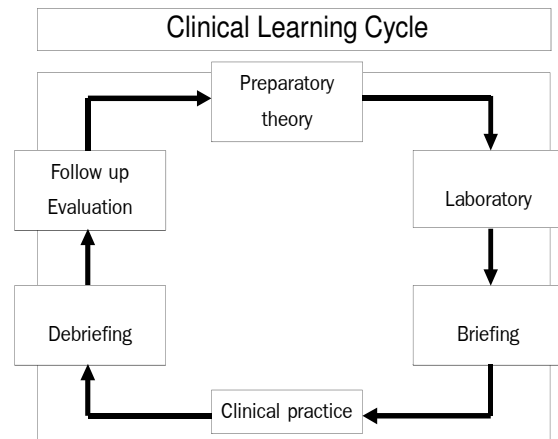 Clinical Learning Cycle
Preparatory
theory
Follow up
Evaluation
Laboratory
Debriefing
Briefing
Clinical practice